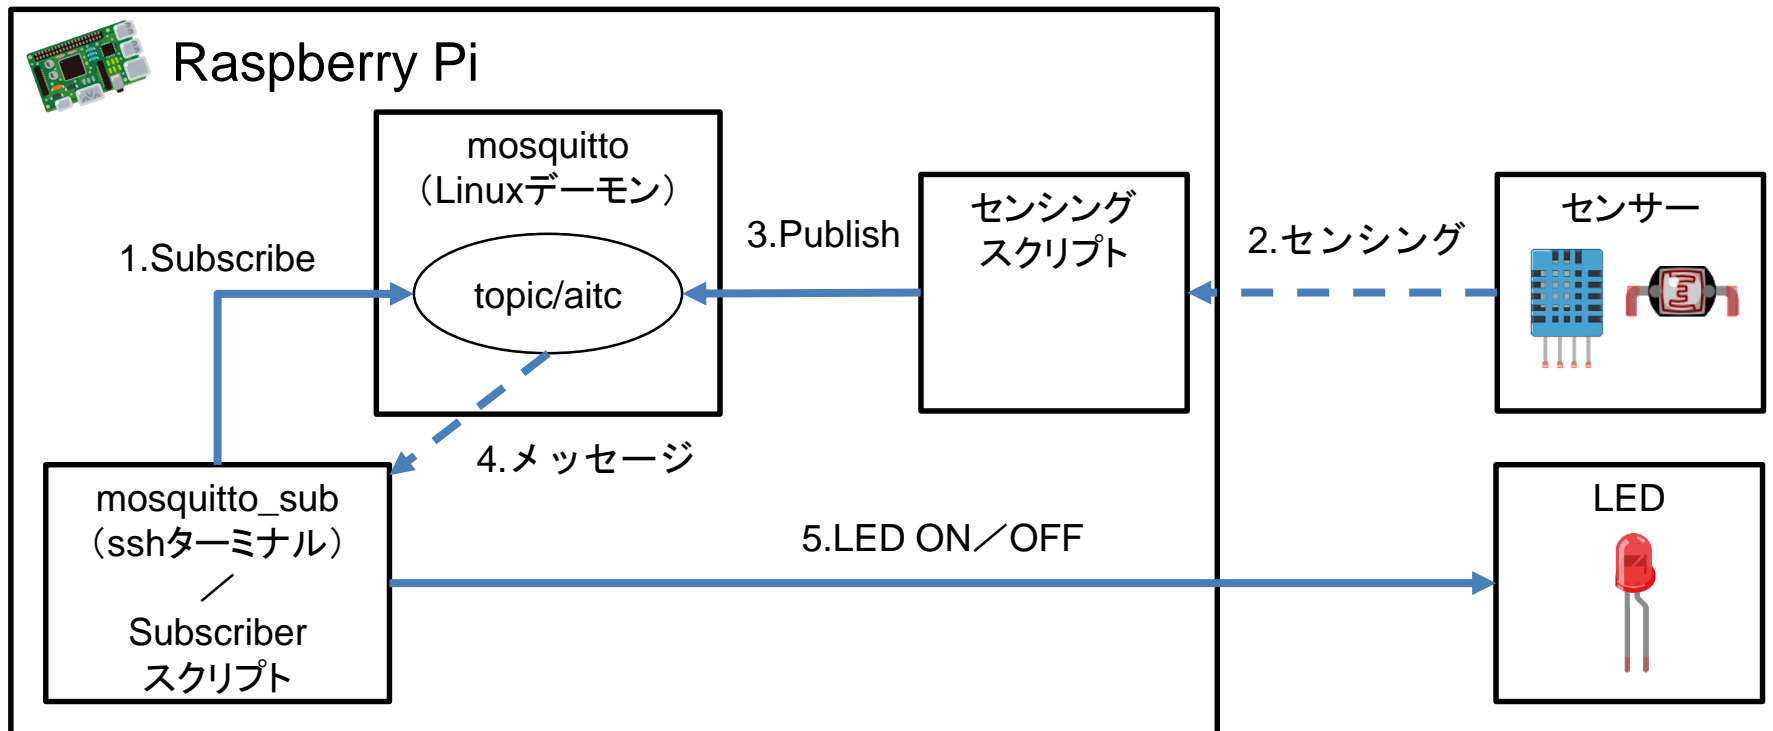 Raspberry Pi
mosquitto
（Linuxデーモン）
topic/aitc
1.Subscribe
3.Publish
センシング
スクリプト
2.センシング
センサー
4.メッセージ
mosquitto_sub
（sshターミナル）
／
Subscriber
スクリプト
5.LED ON／OFF
LED